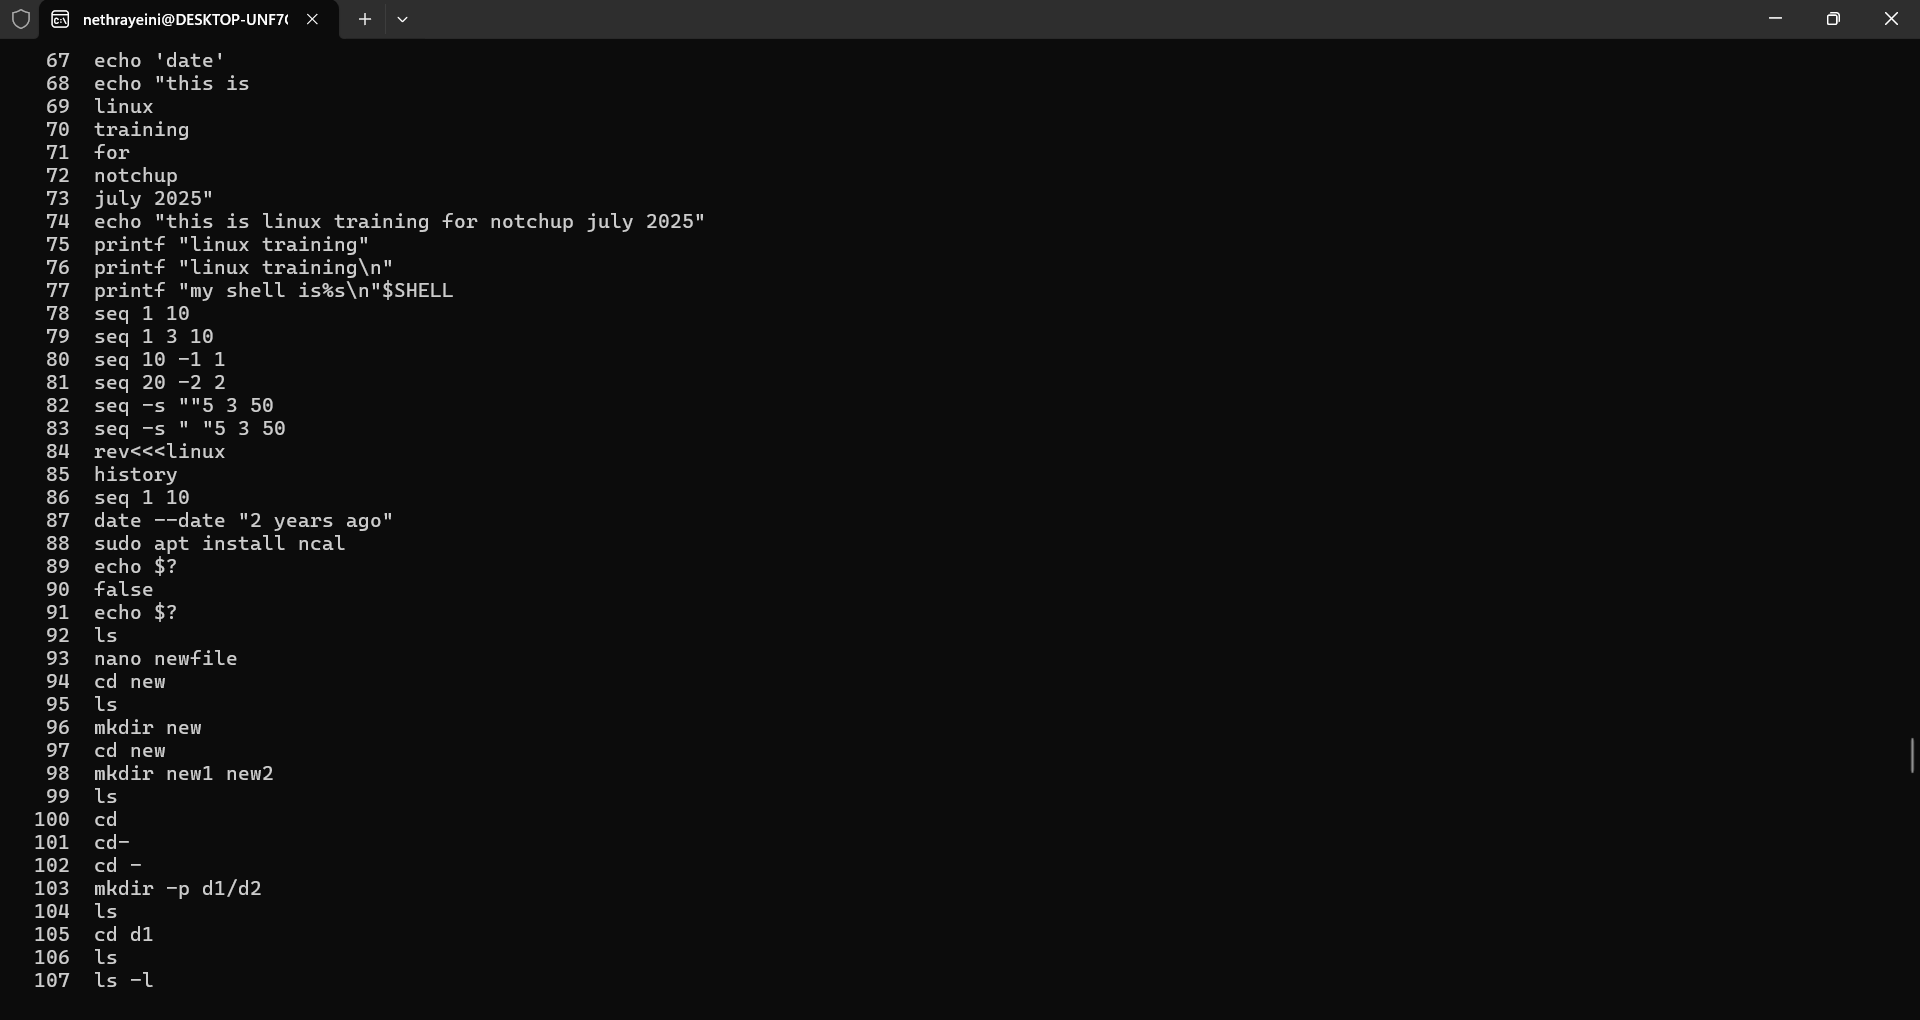 nethrayeini@DESKTOP-UNF7
67 echo 'date'
68 echo "this is
69 linux
70 training
71 for
72 notchup
73 july 2025"
74 echo "this is linux training for notchup july 2025"
75 printf "linux training"
76 printf "linux training\n"
77 printf "my shell is%s\n"$SHELL
78 seq 1 10
79 seq 1 3 10
80 seq 10 -1 1
81 seq 20 -2 2
82 seq -s ""5 3 50
83 seq -s " "5 3 50
84 rev<<<linux
85 history
86 seq 1 10
87 date --date "2 years ago"
88 sudo apt install ncal
89 echo $?
90 false
91 echo $?
92 ls
93 nano newfile
94 cd new
95 ls
96 mkdir new
97 cd new
98 mkdir new1 new2
99 ls
100 cd
101 cd-
102 cd -
103 mkdir -p d1/d2
104 ls
105 cd d1
106 ls
107 ls -l